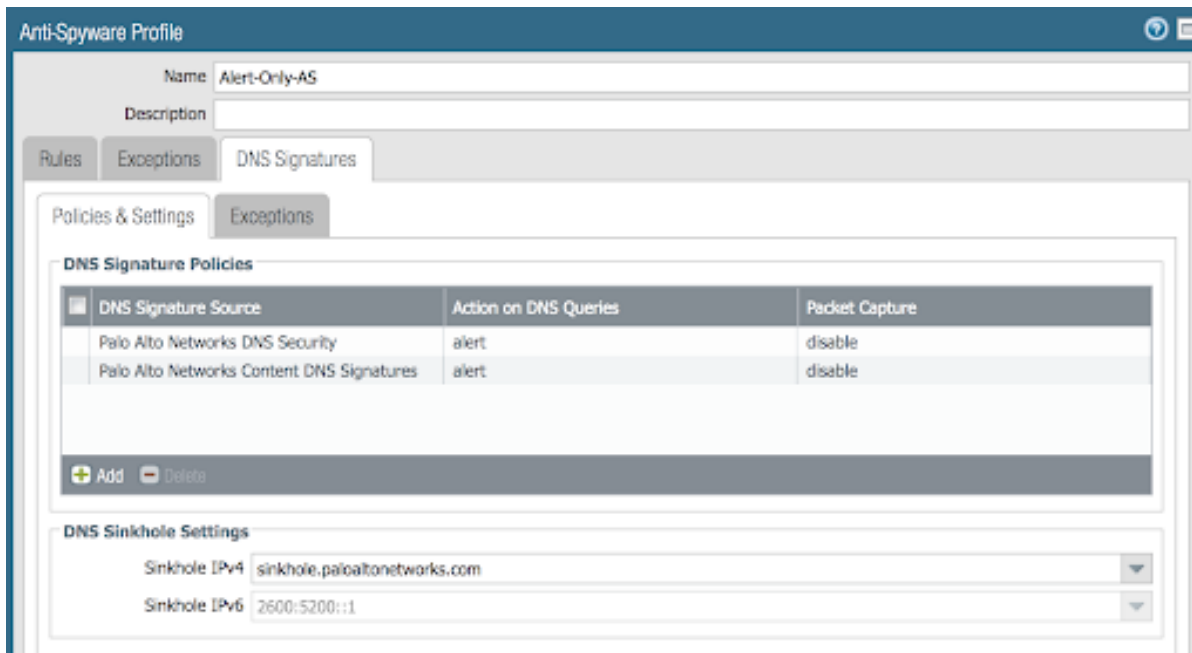 Anti-Spyware Profile
Name Alert-Only-AS
Description
Rules Exceptions DNS Signatures
Policies & Settings Exceptions
DNS Signature Policies
DNS Signature Source Action on DNS Queries Packet Capture
Palo Alto Networks DNS Security alert disable
Palo Alto Networks Content DNS Signatures alert disable
Add Delete
DNS Sinkhole Settings
Sinkhole IPv4 sinkhole.paloaltonetworks.com
Sinkhole IPv6 2600:5200::1